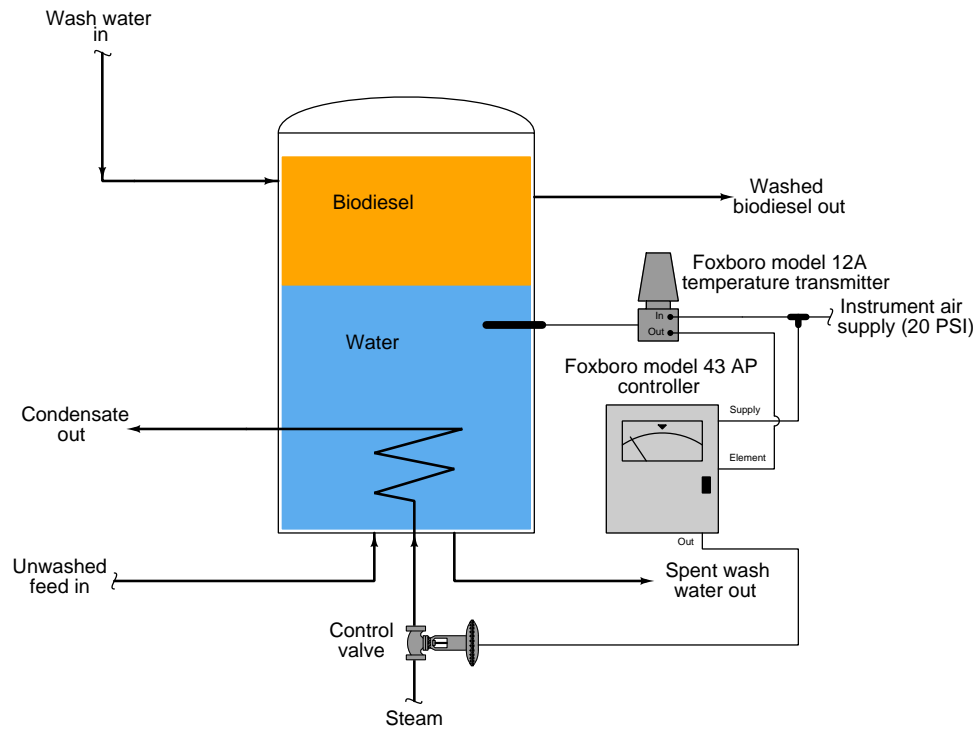 Wash water
in
Biodiesel
Washed
biodiesel out
Foxboro model 12A
temperature transmitter
In
Out
Instrument air
supply (20 PSI)
Water
Foxboro model 43 AP
controller
Supply
Element
Out
Condensate
out
Unwashed
feed in
Spent wash
water out
Control
valve
Steam